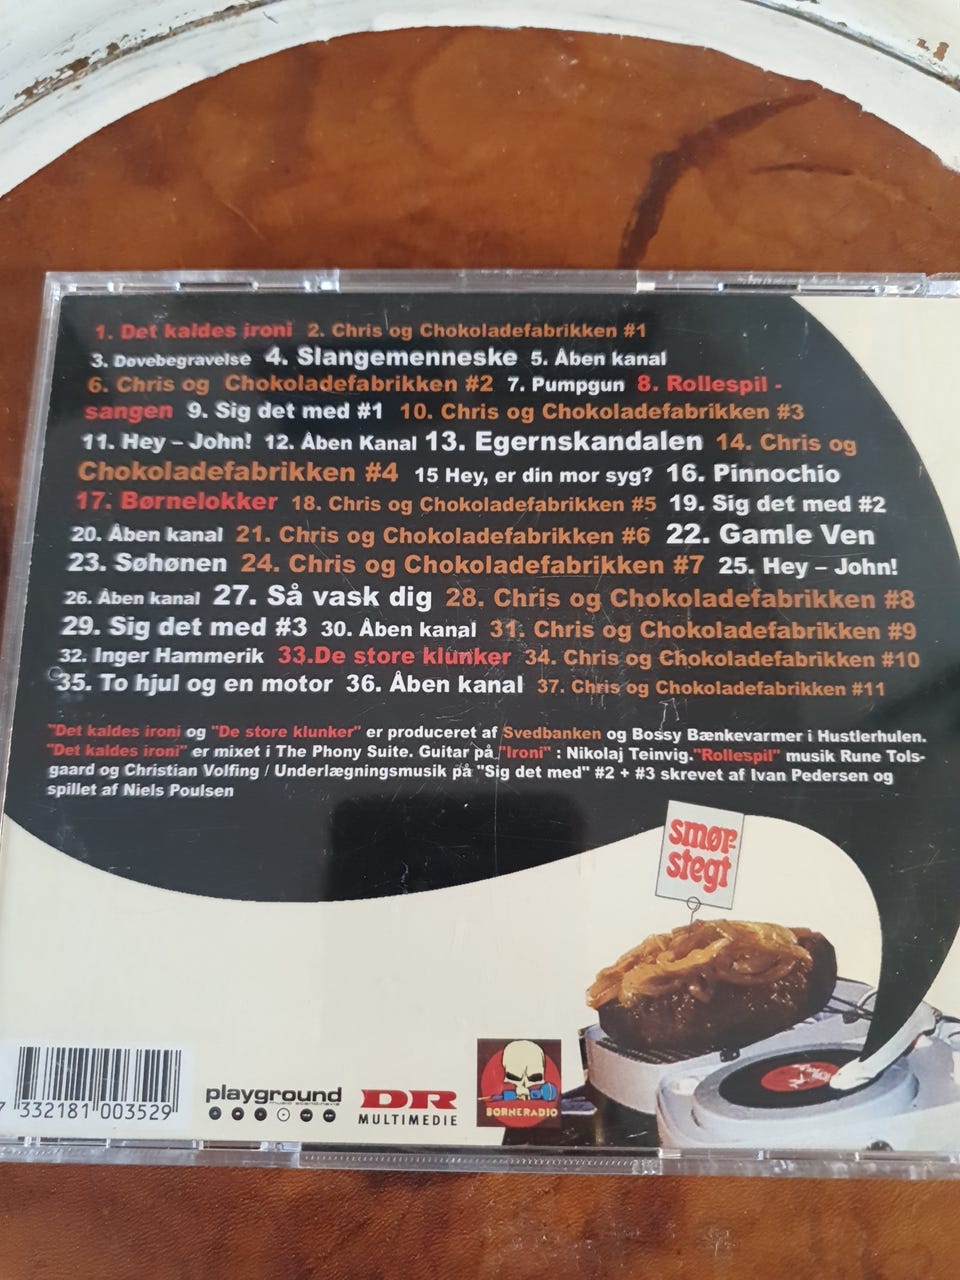 1. Det kaldes ironi 2. Chris og Chokoladefabrikken #1
3. Døvebegravelse 4. Slangemenneske 5. Åben kanal
6. Chris og Chokoladefabrikken #2 7. Pumpgun 8. Rollespil -
sangen 9. Sig det med #1 10. Chris og Chokoladefabrikken #3
11. Hey – John! 12. Åben Kanal 13. Egernskandalen 14. Chris og
Chokoladefabrikken #4 15 Hey, er din mor syg? 16. Pinnochio
17. Børnelokker 18. Chris og Chokoladefabrikken #5 19. Sig det med #2
20. Åben kanal 21. Chris og Chokoladefabrikken #6 22. Gamle Ven
23. Søhønen 24. Chris og Chokoladefabrikken #7 25. Hey – John!
26. Åben kanal 27. Så vask dig 28. Chris og Chokoladefabrikken #8
29. Sig det med #3 30. Åben kanal 31. Chris og Chokoladefabrikken #9
32. Inger Hammerik 33.De store klunker 34. Chris og Chokoladefabrikken #10
35. To hjul og en motor 36. Åben kanal 37. Chris og Chokoladefabrikken #11
"Det kaldes ironi og "De store klunker" er produceret af Svedbanken og Bossy Bænkevarmer i Hustlerhulen.
"Det kaldes ironi" er mixet i The Phony Suite. Guitar på "Ironi" : Nikolaj Teinvig."Rollespil" musik Rune Tols-
gaard og Christian Volfing / Underlægningsmusik på "Sig det med" #2 + #3 skrevet af Ivan Pedersen og
spillet af Niels Poulsen
smør-
stegt
7 332181 003529
playground
DR
MULTIMEDIE
BØRNERADIO